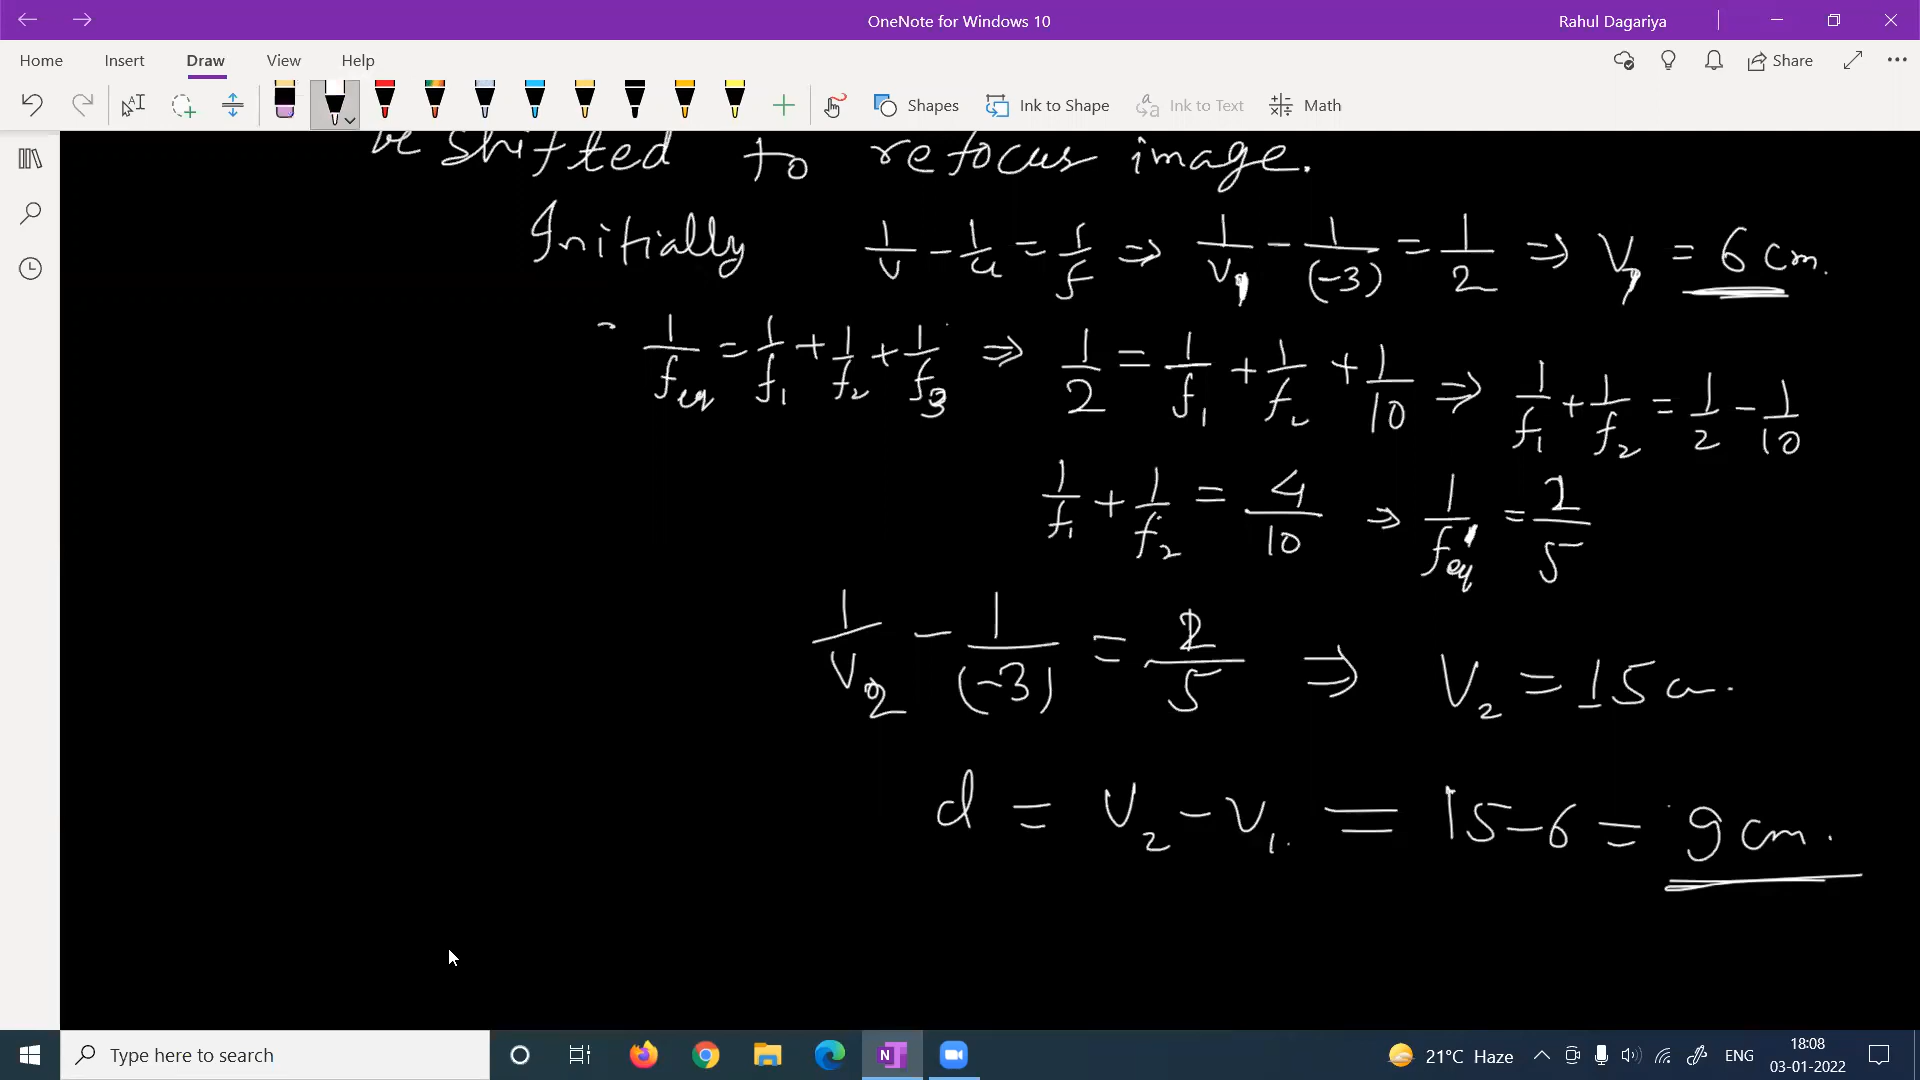 OneNote for Windows 10
Rahul Dagariya
Home Insert Draw View Help
Share
Shapes Ink to Shape Ink to Text Math
be shifted to refocus image.
Initially 1/v - 1/u = 1/f ⇒ 1/v₁ - 1/(-3) = 1/2 ⇒ V₁ = 6 cm.
1/feq = 1/f₁ + 1/f₂ + 1/f₃ ⇒ 1/2 = 1/f₁ + 1/f₂ + 1/10 ⇒ 1/f₁ + 1/f₂ = 1/2 - 1/10
1/f₁ + 1/f₂ = 4/10 ⇒ 1/feq' = 2/5
1/V₂ - 1/(-3) = 2/5 ⇒ V₂ = 15 cm.
d = V₂ - V₁ = 15 - 6 = 9 cm.
Type here to search
21°C Haze
ENG
18:08
03-01-2022